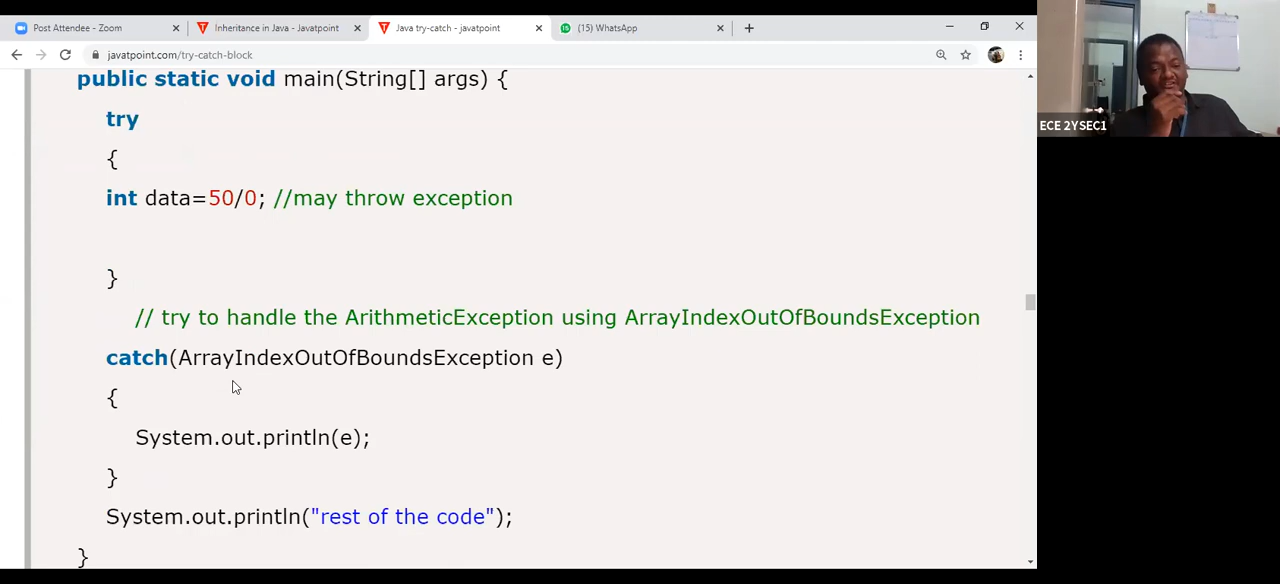 Post Attendee - Zoom
Inheritance in Java - Javatpoint
Java try-catch - javatpoint
(15) WhatsApp
javatpoint.com/try-catch-block
public static void main(String[] args) {
try
{
int data=50/0; //may throw exception
}
// try to handle the ArithmeticException using ArrayIndexOutOfBoundsException
catch(ArrayIndexOutOfBoundsException e)
{
System.out.println(e);
}
System.out.println("rest of the code");
}
ECE 2YSEC1